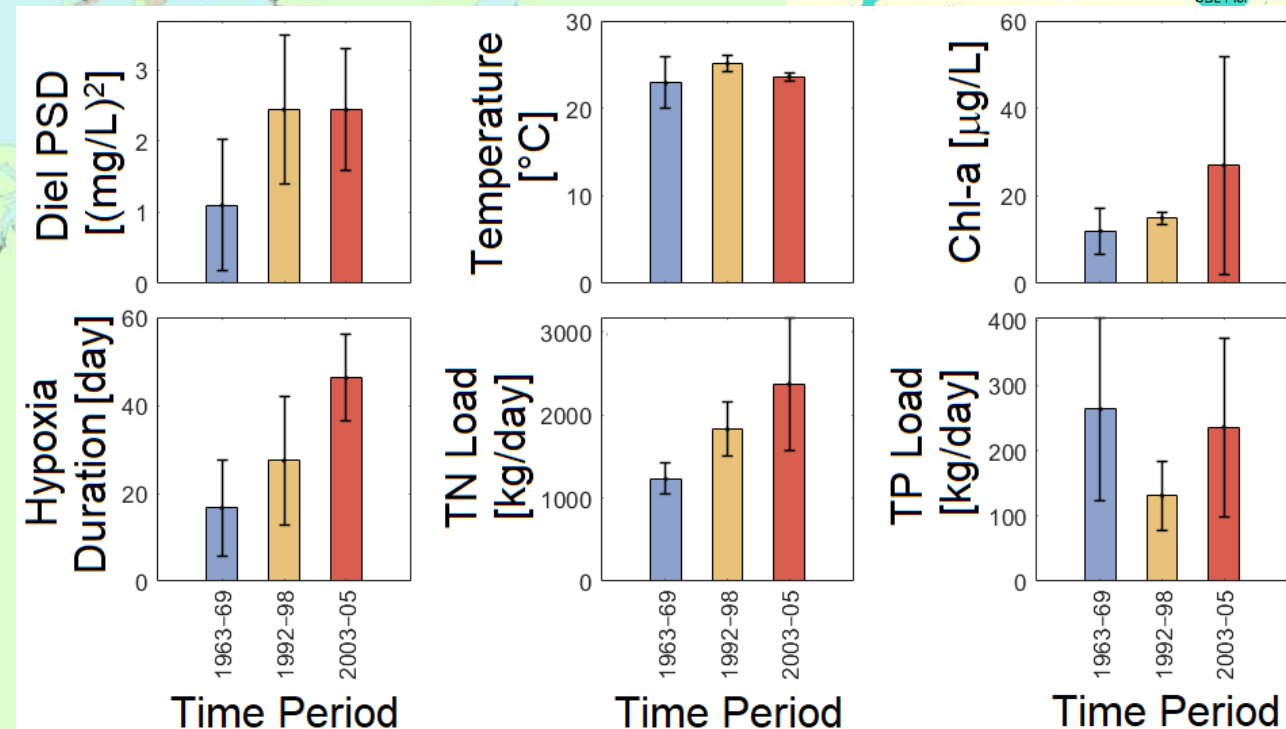 Diel PSD
[(mg/L)²]
3
2
1
0
Temperature
[°C]
30
20
10
0
Chl-a [µg/L]
60
40
20
0
Hypoxia
Duration [day]
60
40
20
0
1963–69
1992–98
2003–05
Time Period
TN Load
[kg/day]
3000
2000
1000
0
1963–69
1992–98
2003–05
Time Period
TP Load
[kg/day]
400
300
200
100
0
1963–69
1992–98
2003–05
Time Period